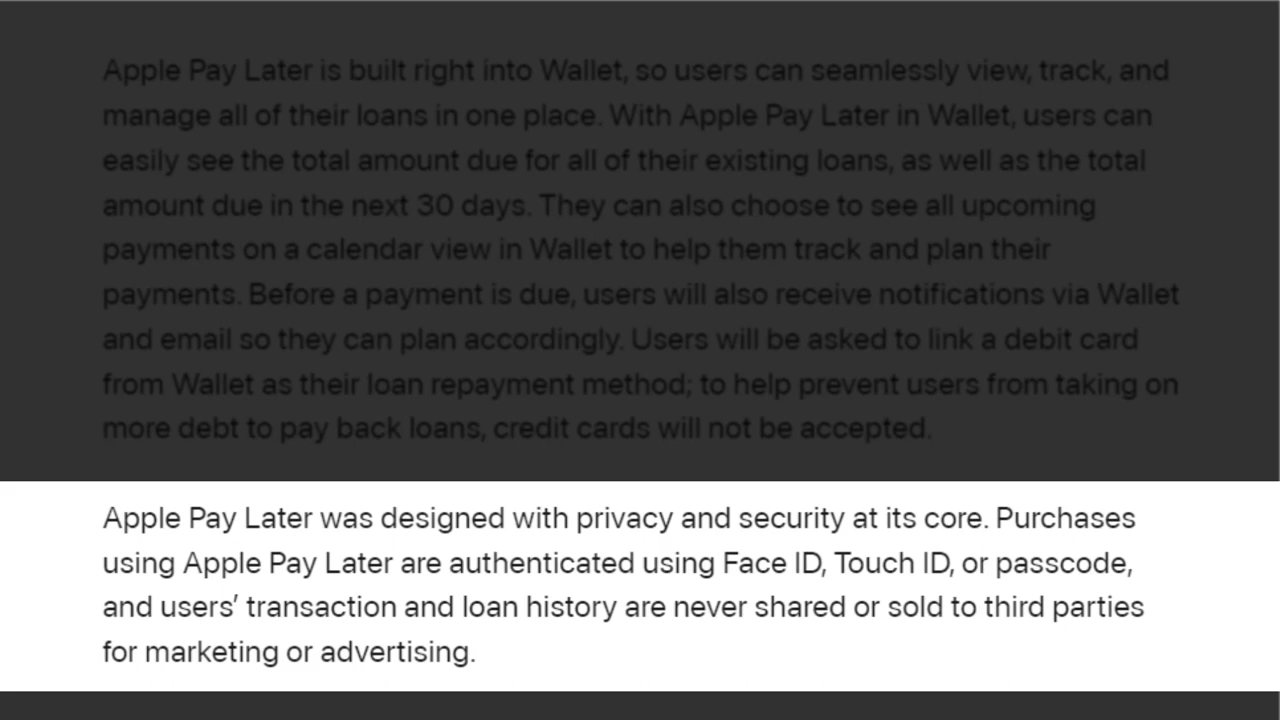 Apple Pay Later is built right into Wallet, so users can seamlessly view, track, and
manage all of their loans in one place. With Apple Pay Later in Wallet, users can
easily see the total amount due for all of their existing loans, as well as the total
amount due in the next 30 days. They can also choose to see all upcoming
payments on a calendar view in Wallet to help them track and plan their
payments. Before a payment is due, users will also receive notifications via Wallet
and email so they can plan accordingly. Users will be asked to link a debit card
from Wallet as their loan repayment method; to help prevent users from taking on
more debt to pay back loans, credit cards will not be accepted.
Apple Pay Later was designed with privacy and security at its core. Purchases
using Apple Pay Later are authenticated using Face ID, Touch ID, or passcode,
and users’ transaction and loan history are never shared or sold to third parties
for marketing or advertising.